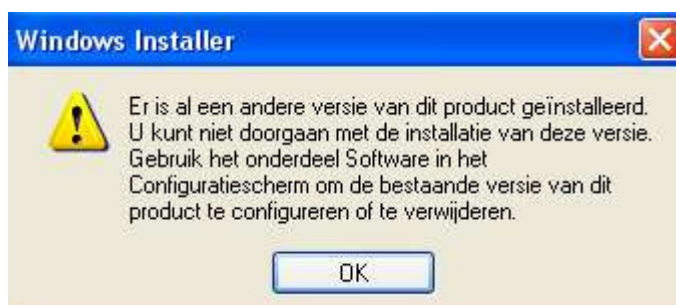 Windows Installer
Er is al een andere versie van dit product geïnstalleerd.
U kunt niet doorgaan met de installatie van deze versie.
Gebruik het onderdeel Software in het
Configuratiescherm om de bestaande versie van dit
product te configureren of te verwijderen.
OK